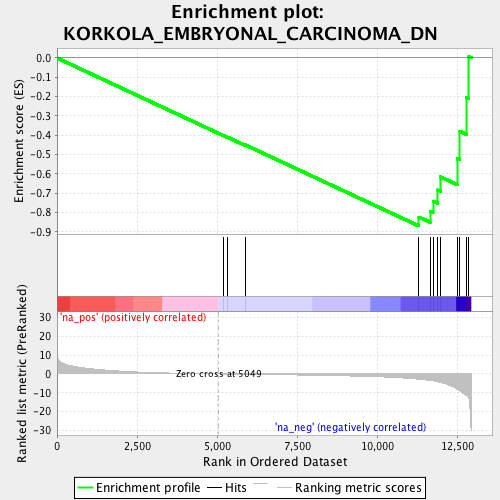 Enrichment plot:
KORKOLA_EMBRYONAL_CARCINOMA_DN
Enrichment score (ES)
0.0
-0.1
-0.2
-0.3
-0.4
-0.5
-0.6
-0.7
-0.8
-0.9
Ranked list metric (PreRanked)
30
20
10
0
-10
-20
-30
'na_pos' (positively correlated)
Zero cross at 5049
'na_neg' (negatively correlated)
0
2,500
5,000
7,500
10,000
12,500
Rank in Ordered Dataset
Enrichment profile
Hits
Ranking metric scores